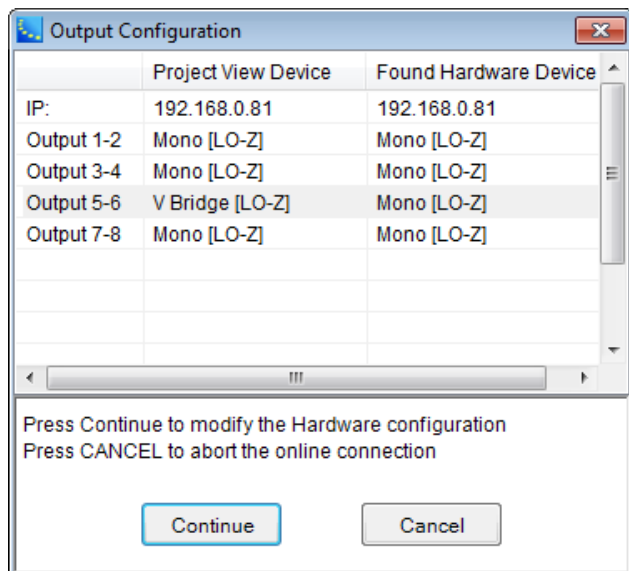 Output Configuration
Project View Device Found Hardware Device
IP: 192.168.0.81 192.168.0.81
Output 1-2 Mono [LO-Z] Mono [LO-Z]
Output 3-4 Mono [LO-Z] Mono [LO-Z]
Output 5-6 V Bridge [LO-Z] Mono [LO-Z]
Output 7-8 Mono [LO-Z] Mono [LO-Z]
Press Continue to modify the Hardware configuration
Press CANCEL to abort the online connection
Continue Cancel